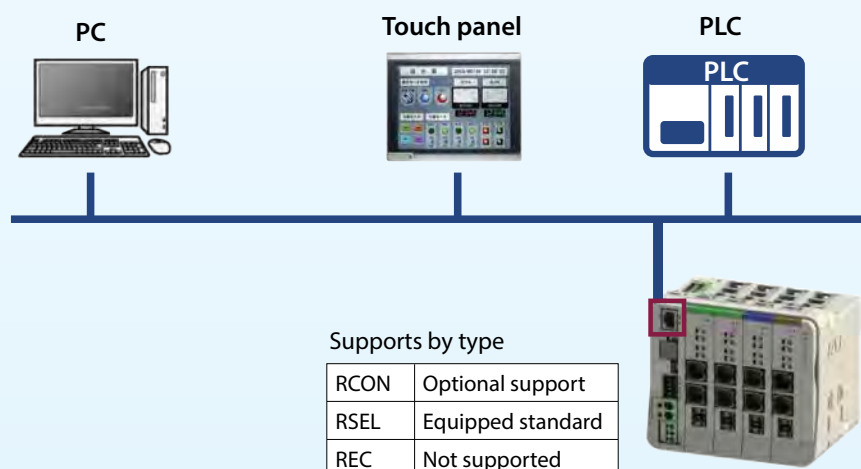 PC
Touch panel
PLC
PLC
Supports by type
RCON Optional support
RSEL Equipped standard
REC Not supported